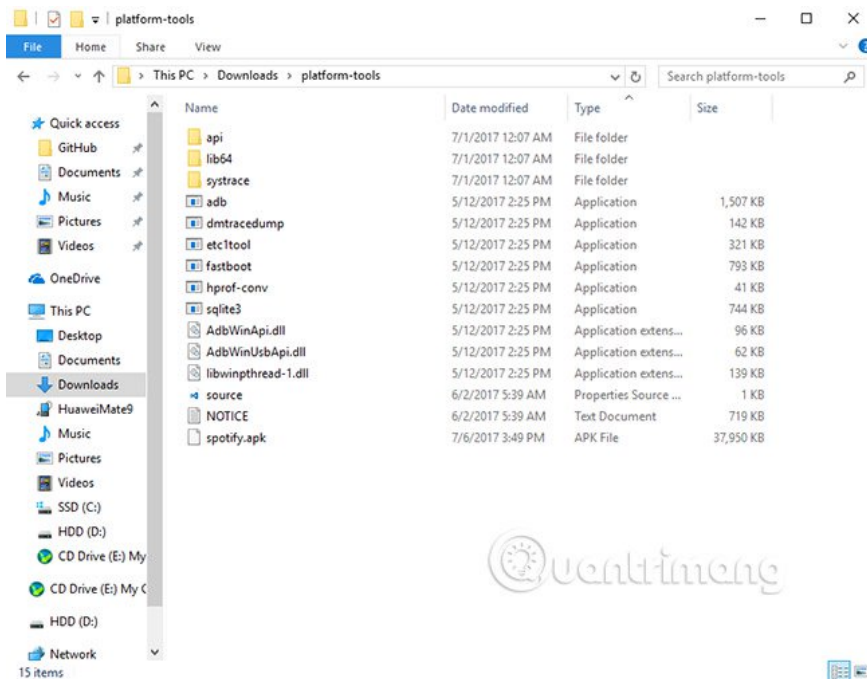 platform-tools
File Home Share View
This PC > Downloads > platform-tools
Search platform-tools
Name Date modified Type Size
Quick access
GitHub
Documents
Music
Pictures
Videos
OneDrive
This PC
Desktop
Documents
Downloads
HuaweiMate9
Music
Pictures
Videos
SSD (C:)
HDD (D:)
CD Drive (E:) My
CD Drive (E:) My C
HDD (D:)
Network
api 7/1/2017 12:07 AM File folder
lib64 7/1/2017 12:07 AM File folder
systrace 7/1/2017 12:07 AM File folder
adb 5/12/2017 2:25 PM Application 1,507 KB
dmtracedump 5/12/2017 2:25 PM Application 142 KB
etc1tool 5/12/2017 2:25 PM Application 321 KB
fastboot 5/12/2017 2:25 PM Application 793 KB
hprof-conv 5/12/2017 2:25 PM Application 41 KB
sqlite3 5/12/2017 2:25 PM Application 744 KB
AdbWinApi.dll 5/12/2017 2:25 PM Application extens... 96 KB
AdbWinUsbApi.dll 5/12/2017 2:25 PM Application extens... 62 KB
libwinpthread-1.dll 5/12/2017 2:25 PM Application extens... 139 KB
source 6/2/2017 5:39 AM Properties Source ... 1 KB
NOTICE 6/2/2017 5:39 AM Text Document 719 KB
spotify.apk 7/6/2017 3:49 PM APK File 37,950 KB
Quantrimang
15 items